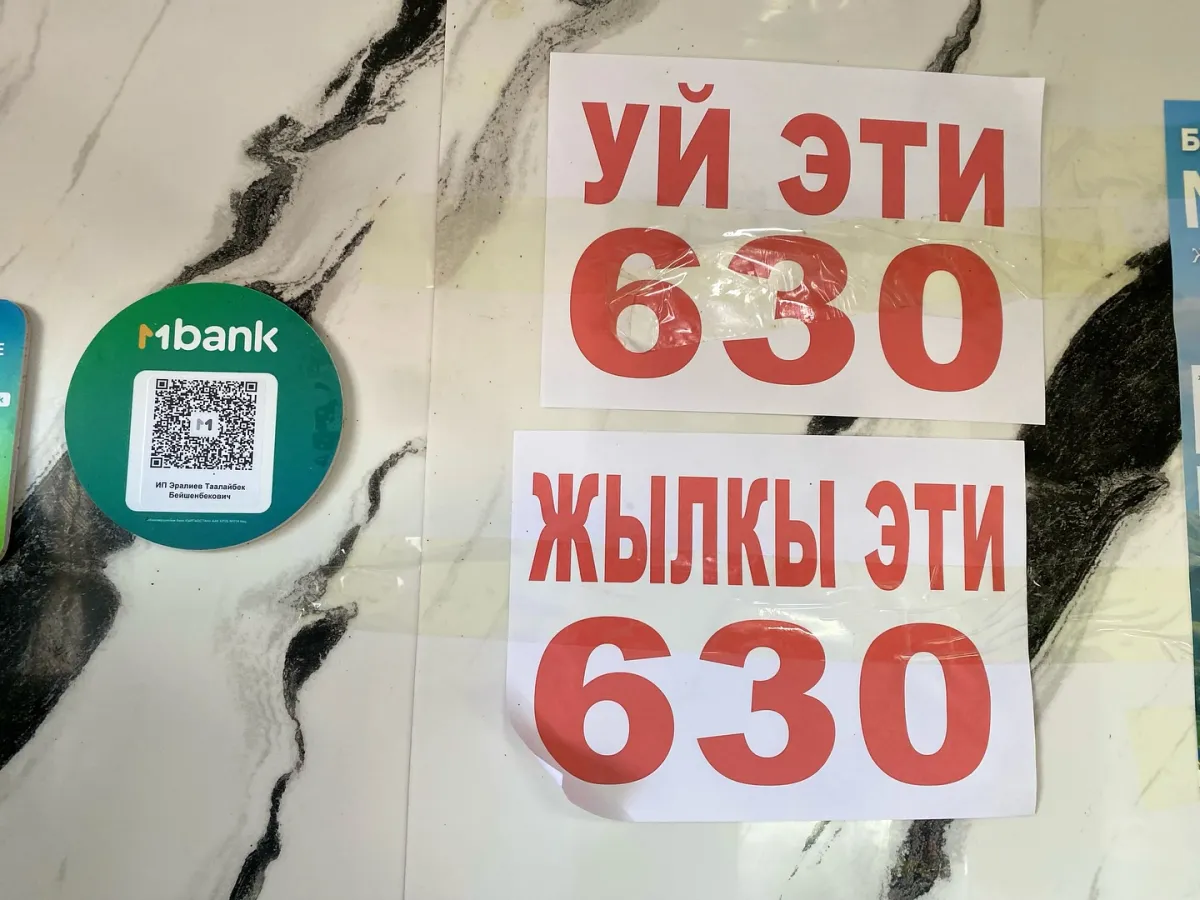 Mbank
ИП Эралиев Таалайбек
Бейшенбекович
УЙ ЭТИ
630
ЖЫЛКЫ ЭТИ
630